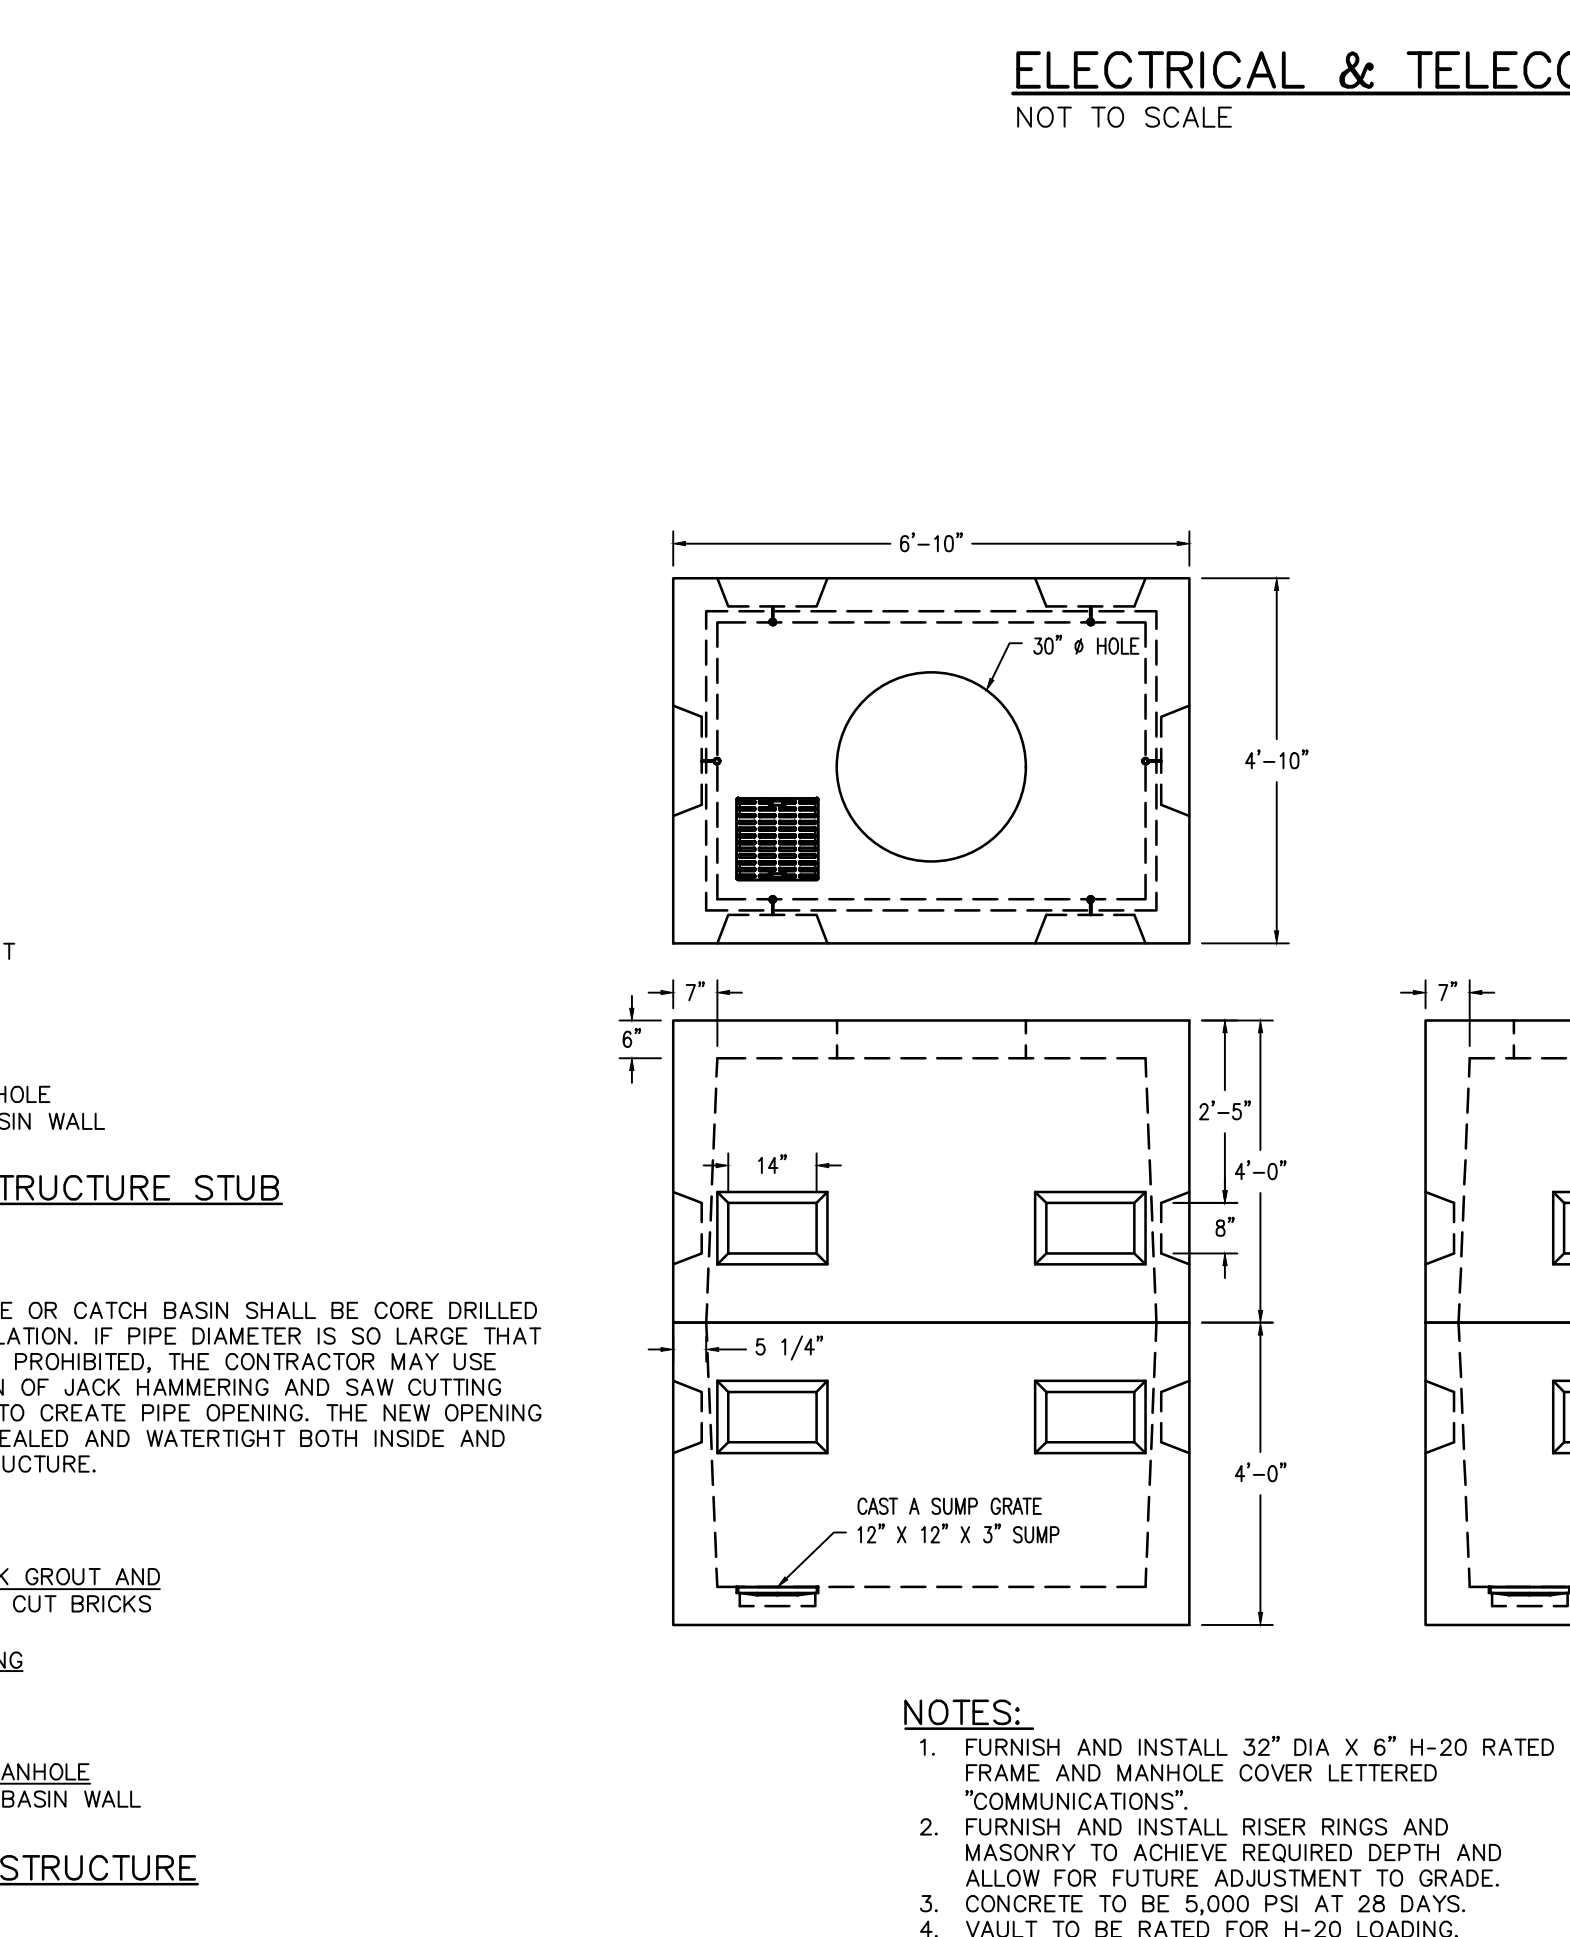 ELECTRICAL & TELECO
NOT TO SCALE
6'-10"
30" ø HOLE
4'-10"
T
7"
7"
6"
HOLE
SIN WALL
2'-5"
14"
4'-0"
TRUCTURE STUB
8"
E OR CATCH BASIN SHALL BE CORE DRILLED
LATION. IF PIPE DIAMETER IS SO LARGE THAT
PROHIBITED, THE CONTRACTOR MAY USE
N OF JACK HAMMERING AND SAW CUTTING
TO CREATE PIPE OPENING. THE NEW OPENING
EALED AND WATERTIGHT BOTH INSIDE AND
UCTURE.
5 1/4"
4'-0"
CAST A SUMP GRATE
12" X 12" X 3" SUMP
K GROUT AND
CUT BRICKS
NG
ANHOLE
BASIN WALL
STRUCTURE
NOTES:
1. FURNISH AND INSTALL 32" DIA X 6" H-20 RATED
FRAME AND MANHOLE COVER LETTERED
"COMMUNICATIONS".
2. FURNISH AND INSTALL RISER RINGS AND
MASONRY TO ACHIEVE REQUIRED DEPTH AND
ALLOW FOR FUTURE ADJUSTMENT TO GRADE.
3. CONCRETE TO BE 5,000 PSI AT 28 DAYS.
4. VAULT TO BE RATED FOR H-20 LOADING.